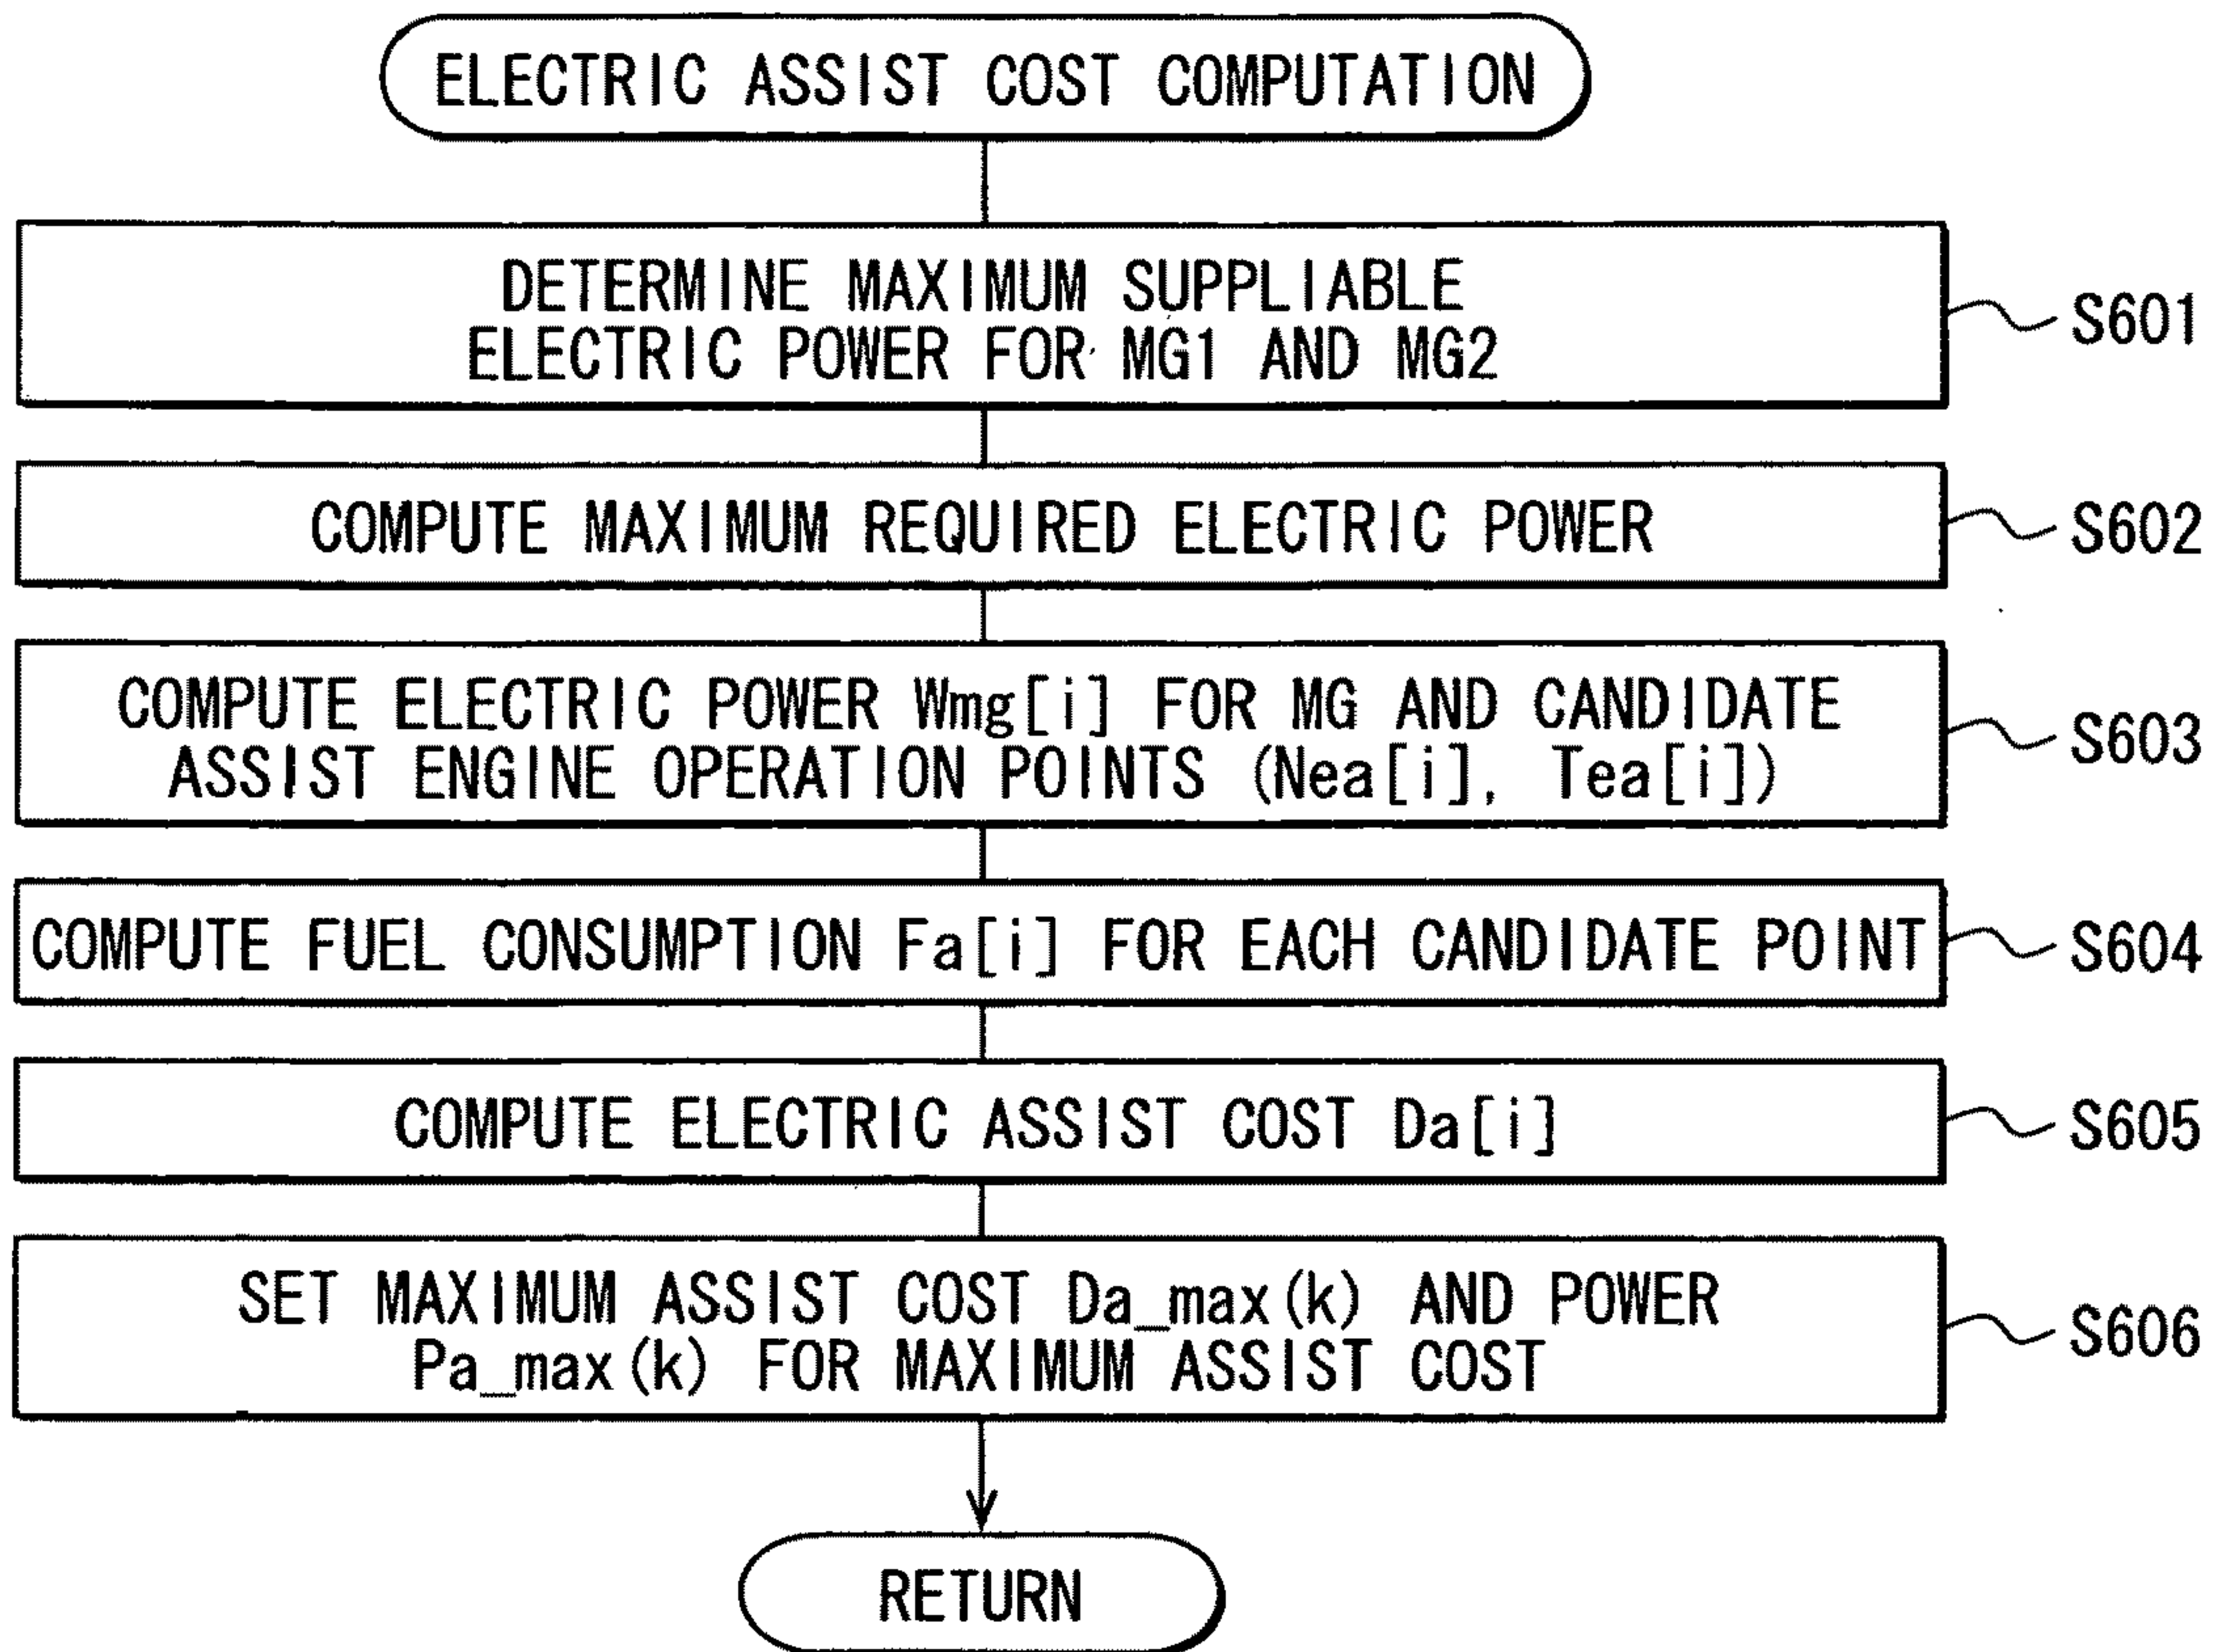 ELECTRIC ASSIST COST COMPUTATION
DETERMINE MAXIMUM SUPPLIABLE
ELECTRIC POWER FOR MG1 AND MG2
S601
COMPUTE MAXIMUM REQUIRED ELECTRIC POWER
S602
COMPUTE ELECTRIC POWER Wmg[i] FOR MG AND CANDIDATE
ASSIST ENGINE OPERATION POINTS (Nea[i], Tea[i])
S603
COMPUTE FUEL CONSUMPTION Fa[i] FOR EACH CANDIDATE POINT
S604
COMPUTE ELECTRIC ASSIST COST Da[i]
S605
SET MAXIMUM ASSIST COST Da_max(k) AND POWER
Pa_max(k) FOR MAXIMUM ASSIST COST
S606
RETURN